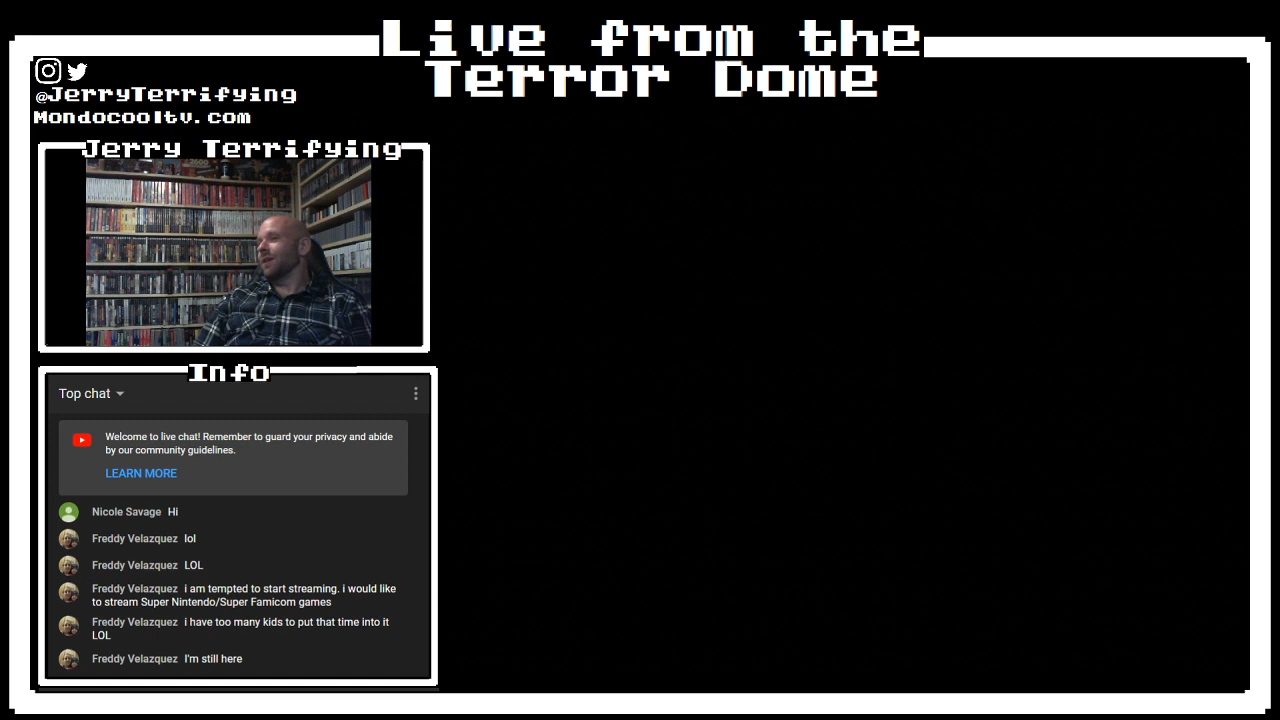 Live from the
Terror Dome
@JerryTerrifying
Mondocooltv.com
Jerry Terrifying
Info
Top chat
Welcome to live chat! Remember to guard your privacy and abide
by our community guidelines.
LEARN MORE
Nicole Savage Hi
Freddy Velazquez lol
Freddy Velazquez LOL
Freddy Velazquez i am tempted to start streaming. i would like
to stream Super Nintendo/Super Famicom games
Freddy Velazquez i have too many kids to put that time into it
LOL
Freddy Velazquez I'm still here